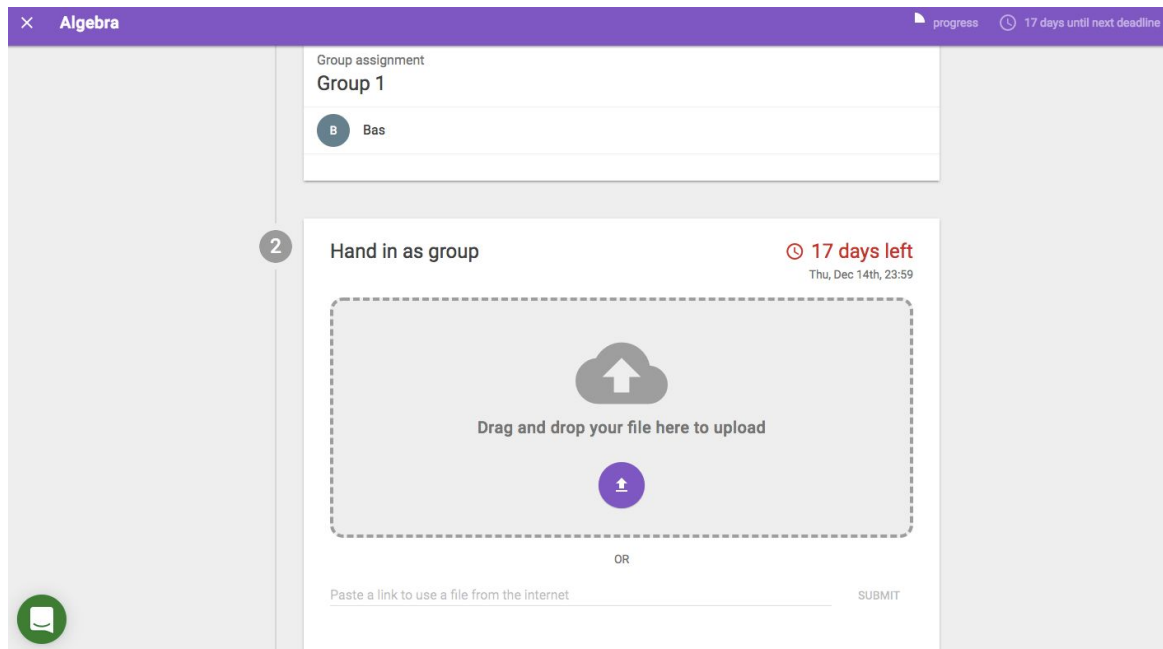 Algebra
progress
17 days until next deadline
Group assignment
Group 1
B Bas
2
Hand in as group
17 days left
Thu, Dec 14th, 23:59
Drag and drop your file here to upload
OR
Paste a link to use a file from the internet
SUBMIT